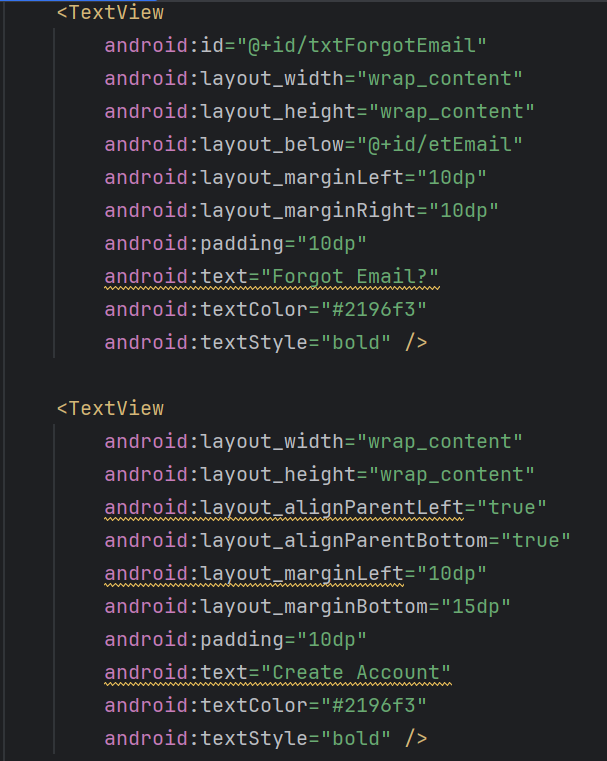 <TextView
android:id="@+id/txtForgotEmail"
android:layout_width="wrap_content"
android:layout_height="wrap_content"
android:layout_below="@+id/etEmail"
android:layout_marginLeft="10dp"
android:layout_marginRight="10dp"
android:padding="10dp"
android:text="Forgot Email?"
android:textColor="#2196f3"
android:textStyle="bold" />
<TextView
android:layout_width="wrap_content"
android:layout_height="wrap_content"
android:layout_alignParentLeft="true"
android:layout_alignParentBottom="true"
android:layout_marginLeft="10dp"
android:layout_marginBottom="15dp"
android:padding="10dp"
android:text="Create Account"
android:textColor="#2196f3"
android:textStyle="bold" />